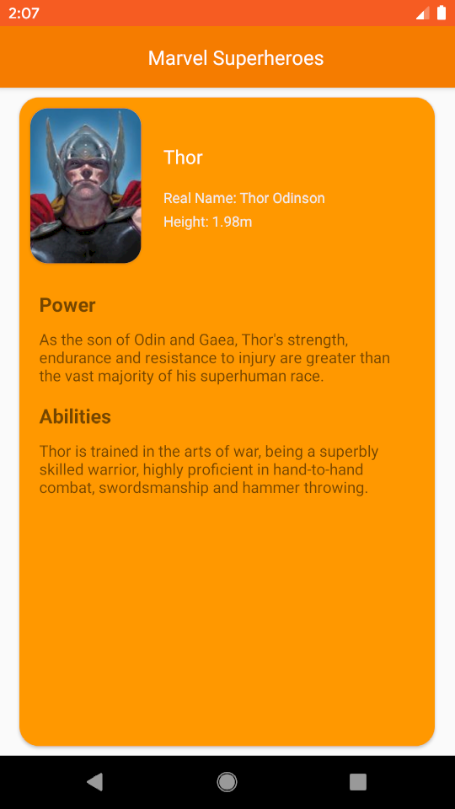 2:07
Marvel Superheroes
Thor
Real Name: Thor Odinson
Height: 1.98m
Power
As the son of Odin and Gaea, Thor's strength,
endurance and resistance to injury are greater than
the vast majority of his superhuman race.
Abilities
Thor is trained in the arts of war, being a superbly
skilled warrior, highly proficient in hand-to-hand
combat, swordsmanship and hammer throwing.